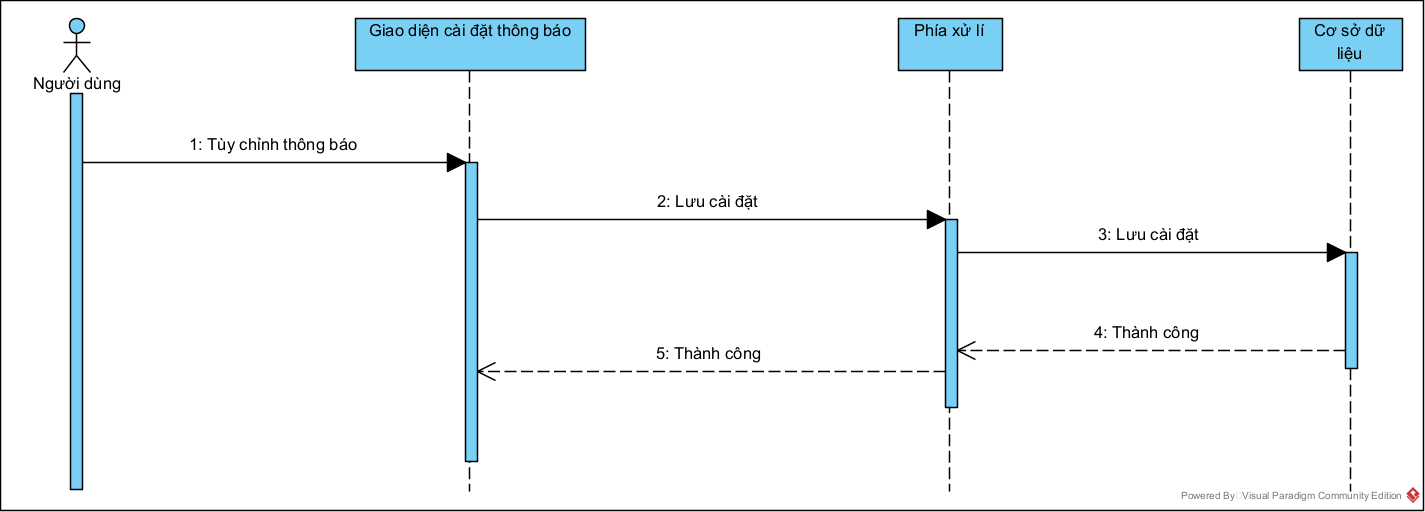 Người dùng
Giao diện cài đặt thông báo
Phía xử lí
Cơ sở dữ
liệu
1: Tùy chỉnh thông báo
2: Lưu cài đặt
3: Lưu cài đặt
4: Thành công
5: Thành công
Powered By Visual Paradigm Community Edition